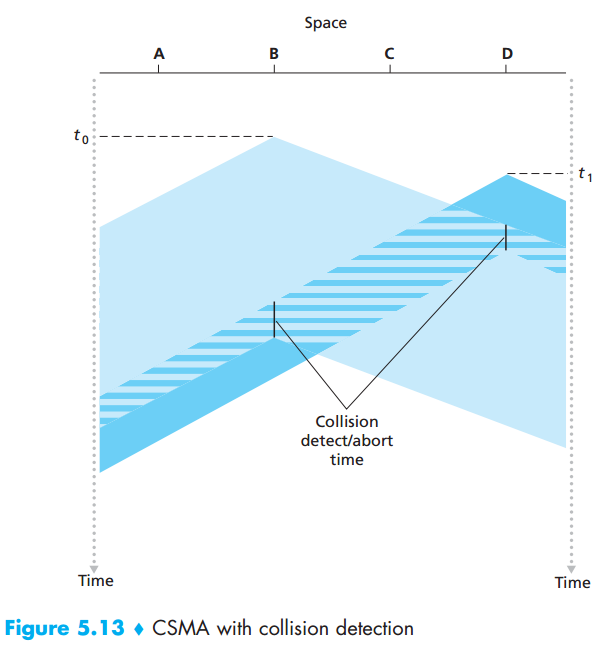 Space
A B C D
t0
t1
Collision
detect/abort
time
Time Time
Figure 5.13 ♦ CSMA with collision detection